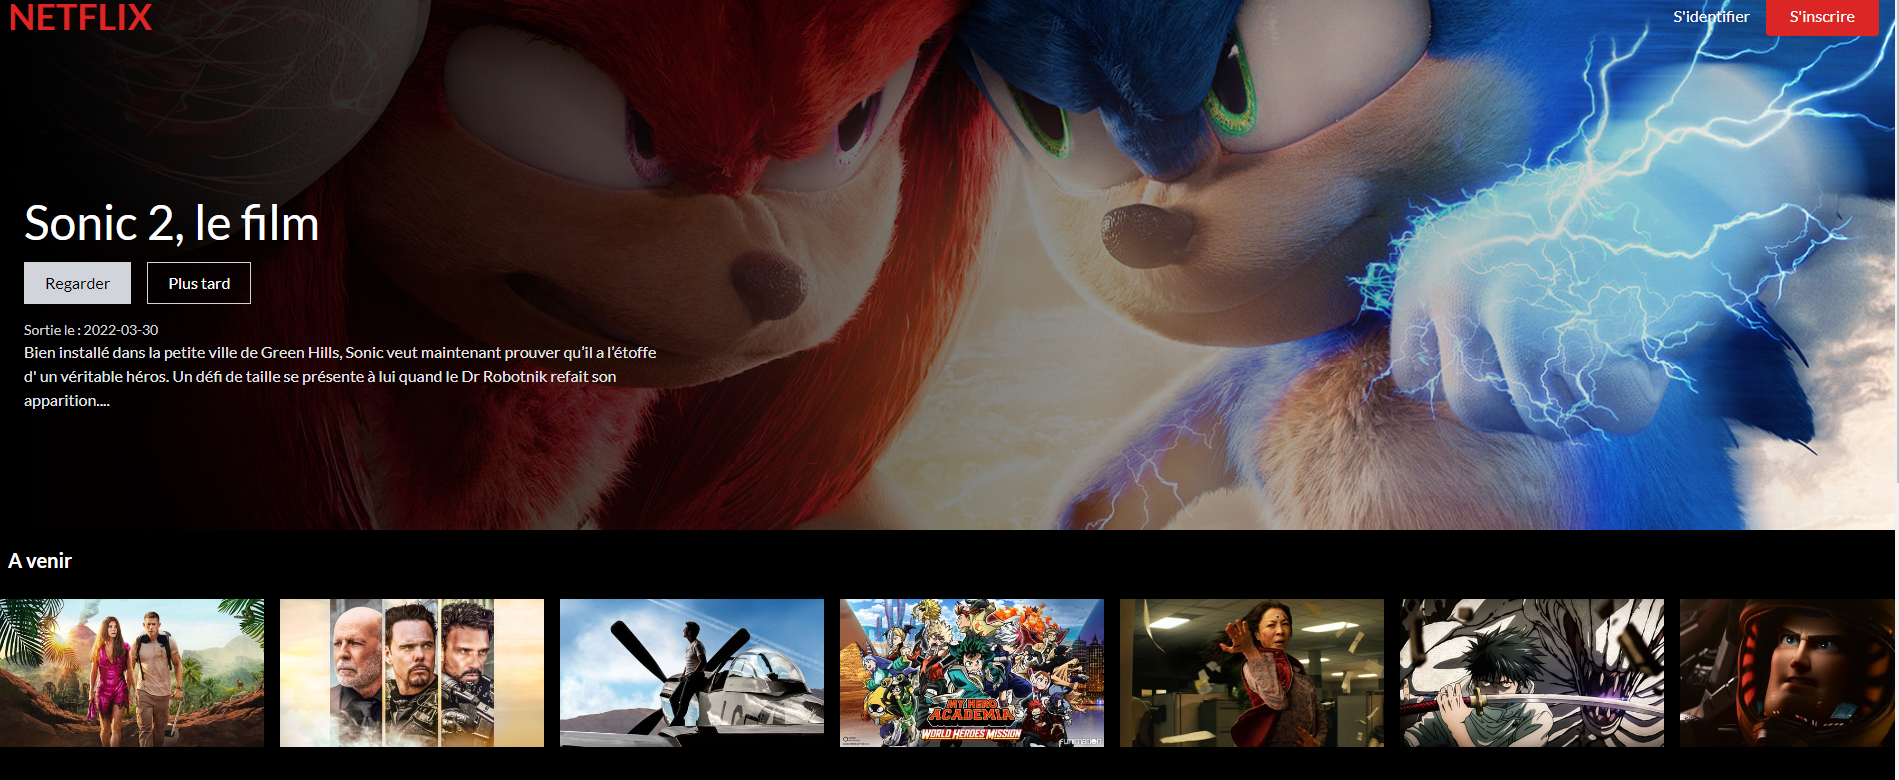 NETFLIX
S'identifier
S'inscrire
Sonic 2, le film
Regarder
Plus tard
Sortie le : 2022-03-30
Bien installé dans la petite ville de Green Hills, Sonic veut maintenant prouver qu’il a l’étoffe
d' un véritable héros. Un défi de taille se présente à lui quand le Dr Robotnik refait son
apparition....
A venir
MY HERO
ACADEMIA
WORLD HEROES MISSION
FUNIMATION